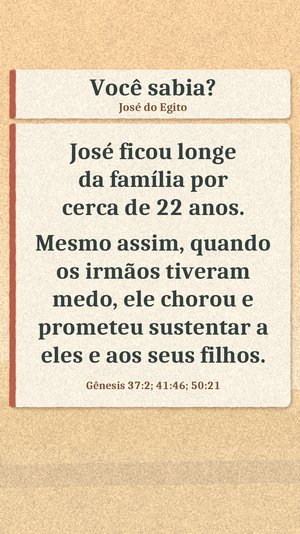 Você sabia?
José do Egito
José ficou longe
da família por
cerca de 22 anos.
Mesmo assim, quando
os irmãos tiveram
medo, ele chorou e
prometeu sustentar a
eles e aos seus filhos.
Gênesis 37:2; 41:46; 50:21